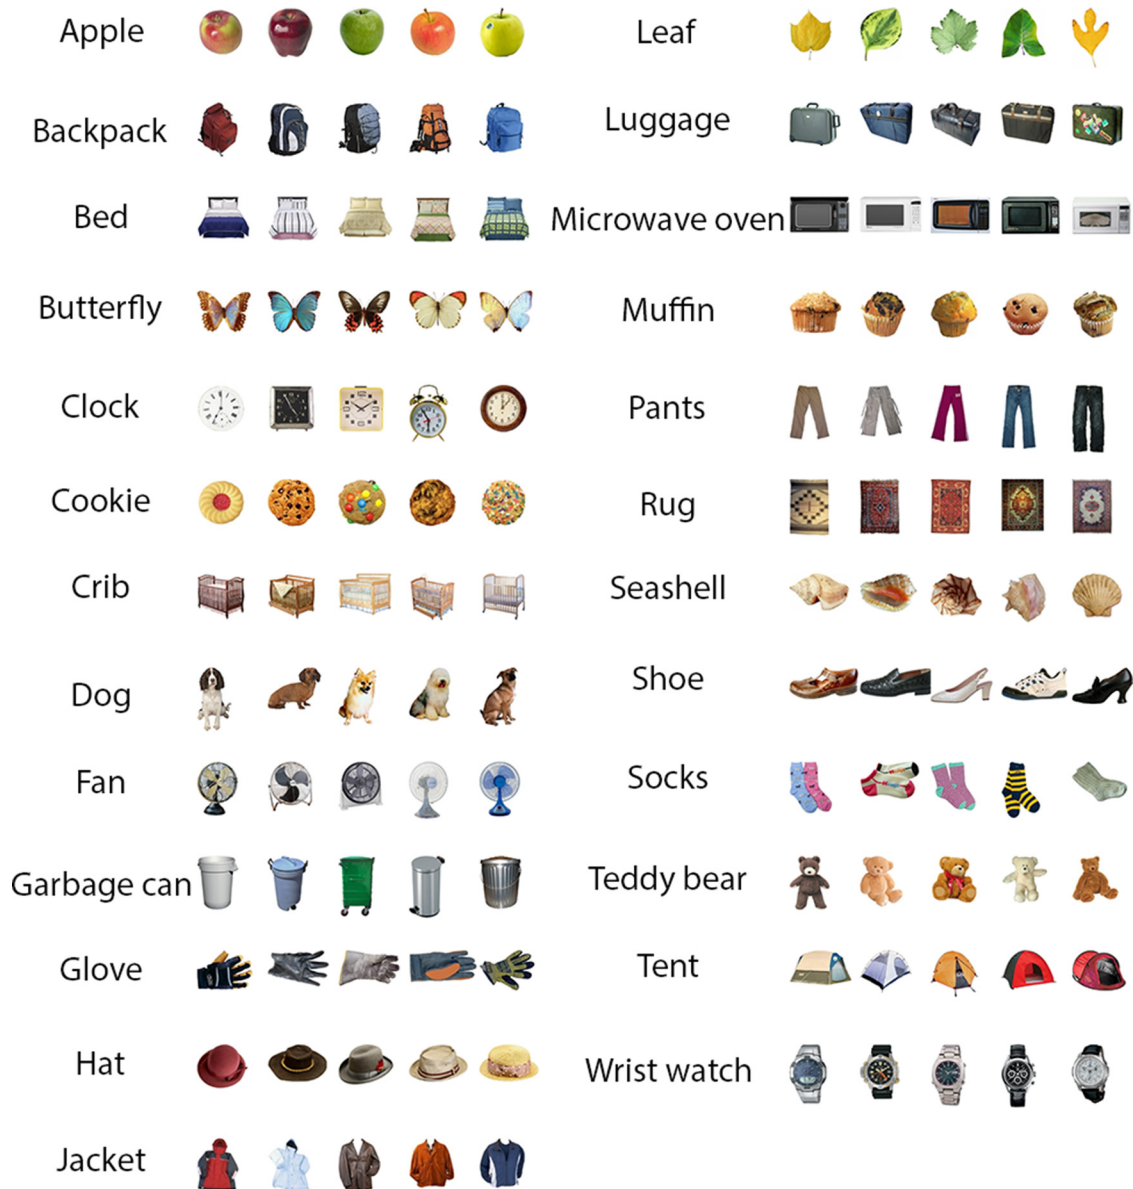 Apple
Backpack
Bed
Butterfly
Clock
Cookie
Crib
Dog
Fan
Garbage can
Glove
Hat
Jacket
Leaf
Luggage
Microwave oven
Muffin
Pants
Rug
Seashell
Shoe
Socks
Teddy bear
Tent
Wrist watch